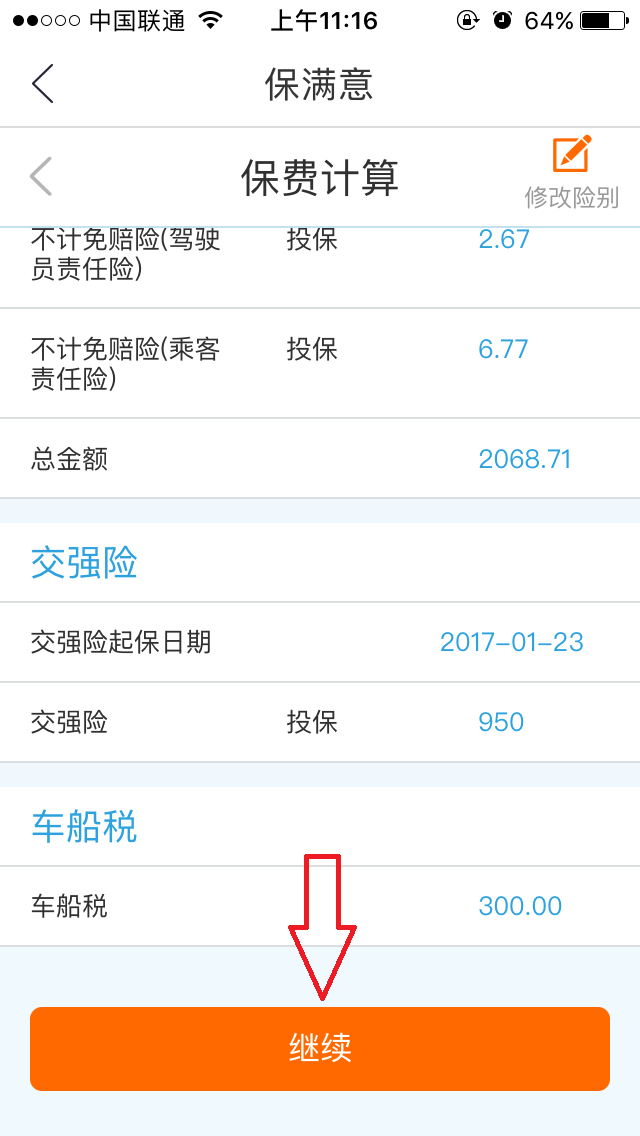 中国联通 上午11:16 64%
保满意
保费计算
修改险别
不计免赔险(驾驶 投保 2.67
员责任险)
不计免赔险(乘客 投保 6.77
责任险)
总金额 2068.71
交强险
交强险起保日期 2017-01-23
交强险 投保 950
车船税
车船税 300.00
继续